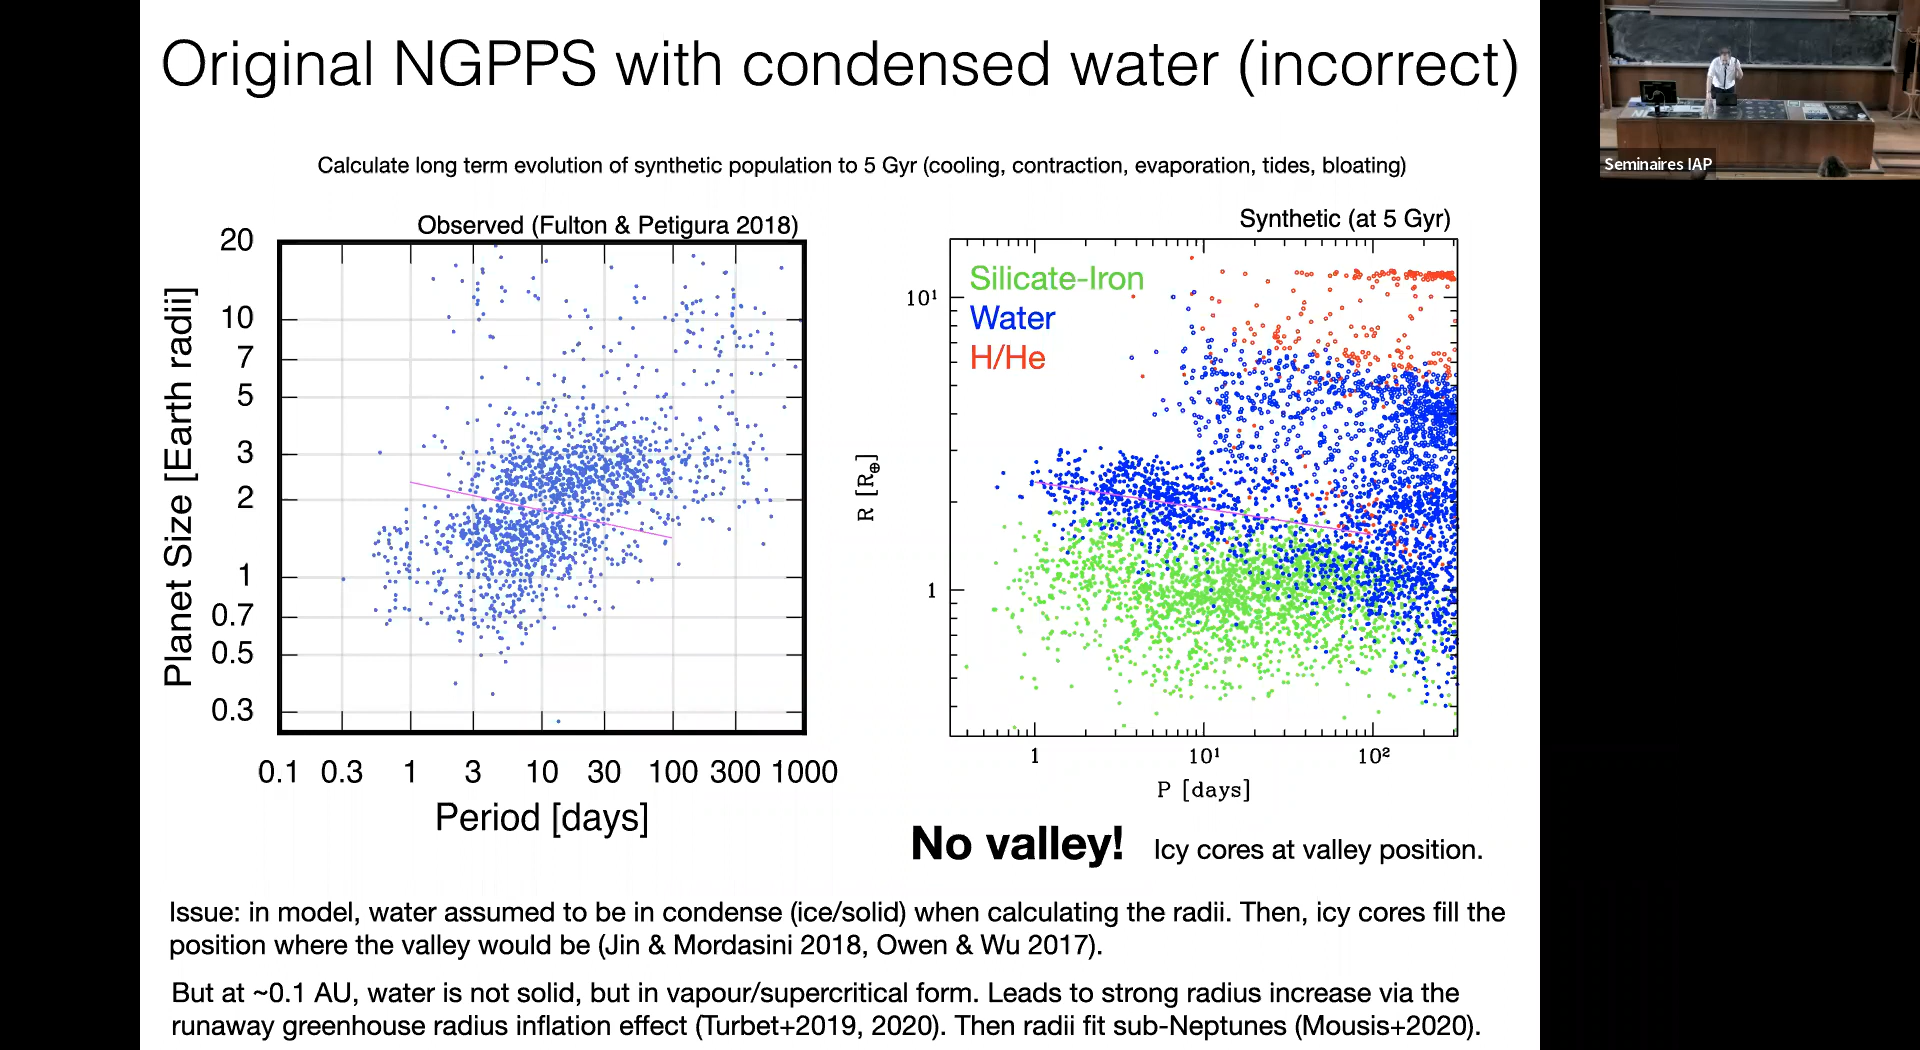 Original NGPPS with condensed water (incorrect)
Seminaires IAP
Calculate long term evolution of synthetic population to 5 Gyr (cooling, contraction, evaporation, tides, bloating)
Observed (Fulton & Petigura 2018)
20
10
7
5
3
2
1
0.7
0.5
0.3
Planet Size [Earth radii]
0.1 0.3 1 3 10 30 100 300 1000
Period [days]
Synthetic (at 5 Gyr)
Silicate-Iron
Water
H/He
10¹
1
R [R⊕]
1 10¹ 10²
P [days]
No valley! Icy cores at valley position.
Issue: in model, water assumed to be in condense (ice/solid) when calculating the radii. Then, icy cores fill the
position where the valley would be (Jin & Mordasini 2018, Owen & Wu 2017).
But at ~0.1 AU, water is not solid, but in vapour/supercritical form. Leads to strong radius increase via the
runaway greenhouse radius inflation effect (Turbet+2019, 2020). Then radii fit sub-Neptunes (Mousis+2020).